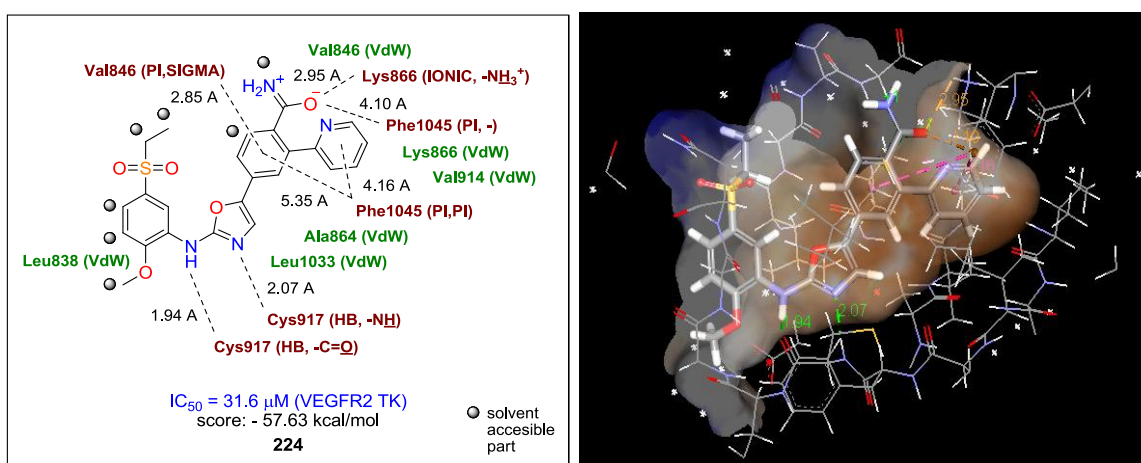 Val846 (VdW)
Val846 (PI,SIGMA)
2.95 A
Lys866 (IONIC, -NH₃⁺)
H₂N⁺
2.85 A
O⁻
4.10 A
Phe1045 (PI, -)
N
Lys866 (VdW)
Val914 (VdW)
O S O
4.16 A
5.35 A
Phe1045 (PI,PI)
O
Ala864 (VdW)
Leu838 (VdW)
N
H
N
Leu1033 (VdW)
O
2.07 A
1.94 A
Cys917 (HB, -NH)
Cys917 (HB, -C=O)
IC₅₀ = 31.6 µM (VEGFR2 TK)
score: - 57.63 kcal/mol
224
solvent
accesible
part
2.95
1.94
2.07